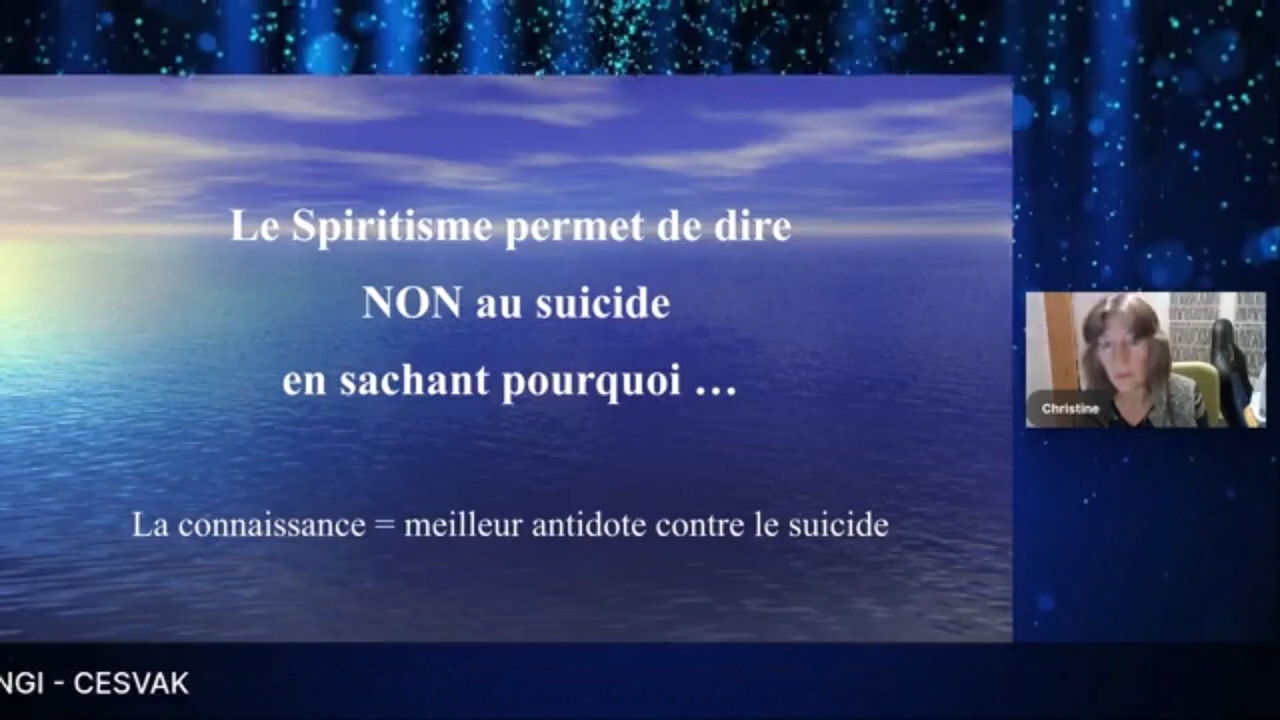 Le Spiritisme permet de dire
NON au suicide
en sachant pourquoi …
La connaissance = meilleur antidote contre le suicide
Christine
NGI - CESVAK